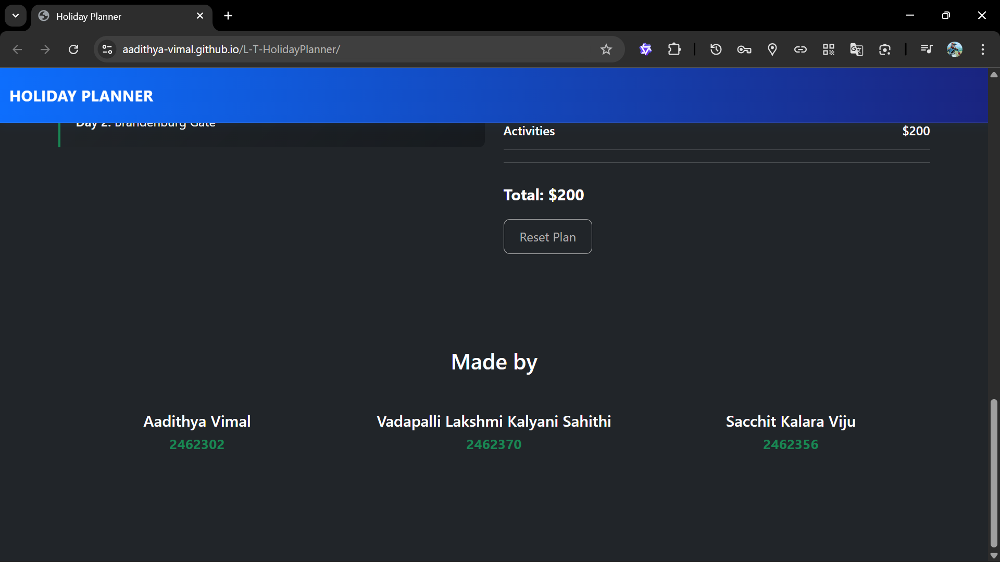 Holiday Planner
aadithya-vimal.github.io/L-T-HolidayPlanner/
HOLIDAY PLANNER
Day 2: Brandenburg Gate
Activities $200
Total: $200
Reset Plan
Made by
Aadithya Vimal
2462302
Vadapalli Lakshmi Kalyani Sahithi
2462370
Sacchit Kalara Viju
2462356